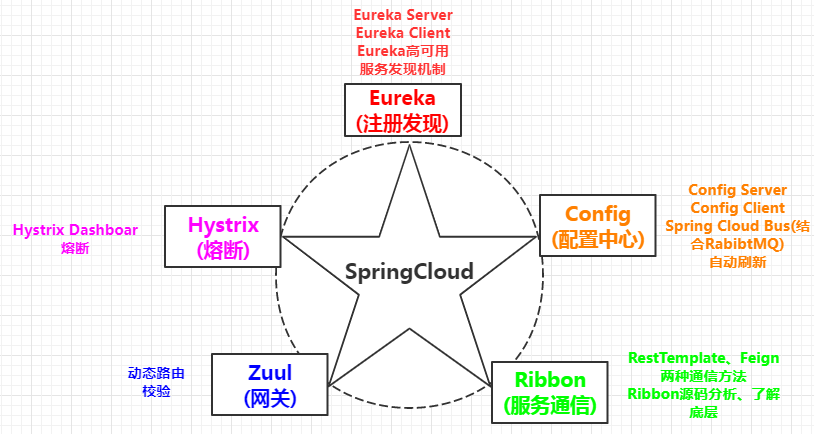 Eureka Server
Eureka Client
Eureka高可用
服务发现机制
Eureka
(注册发现)
Hystrix Dashboar
熔断
Hystrix
(熔断)
Config
(配置中心)
Config Server
Config Client
Spring Cloud Bus(结
合RabibtMQ)
自动刷新
SpringCloud
动态路由
校验
Zuul
(网关)
Ribbon
(服务通信)
RestTemplate、Feign
两种通信方法
Ribbon源码分析、了解
底层